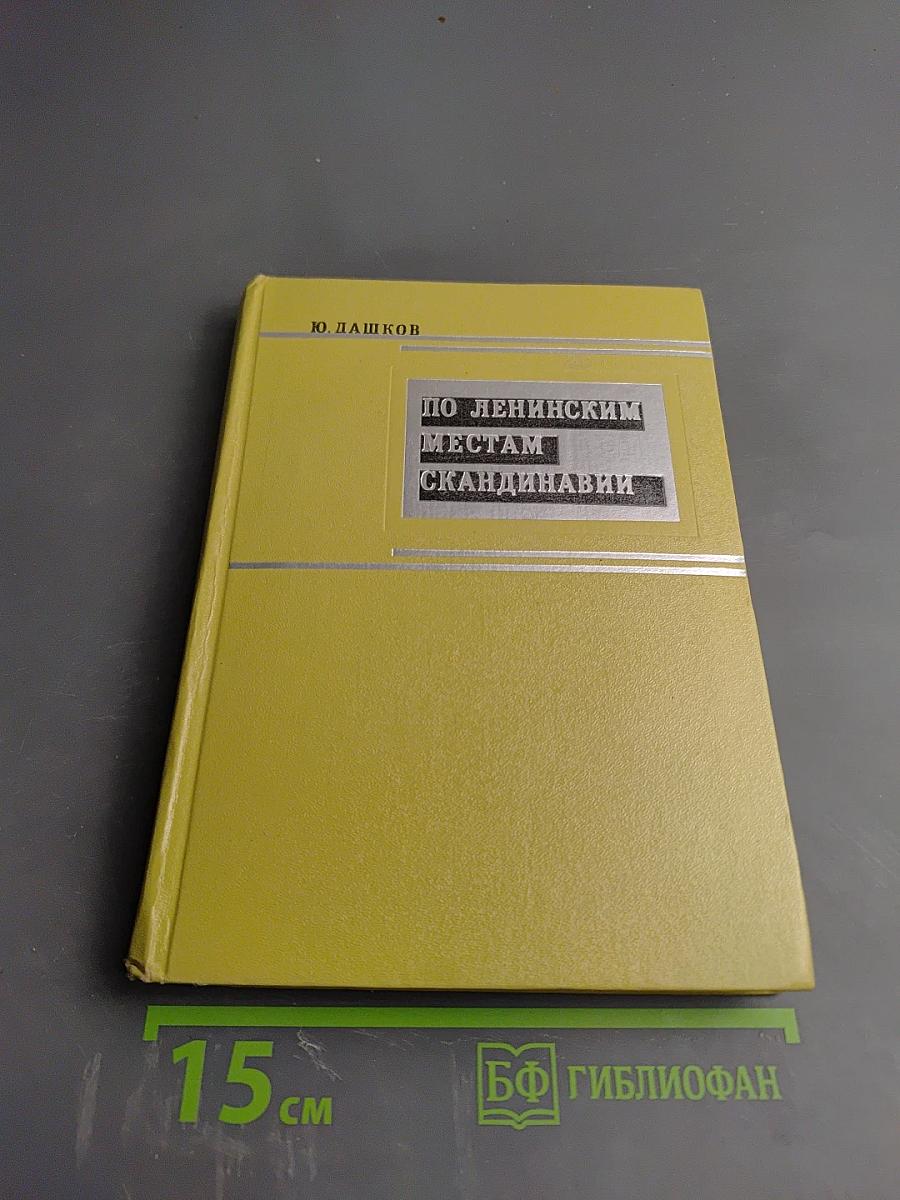 Ю. ДАШКОВ
ПО ЛЕНИНСКИМ
МЕСТАМ
СКАНДИНАВИИ
15 см
БФ ГИБЛИОФАН